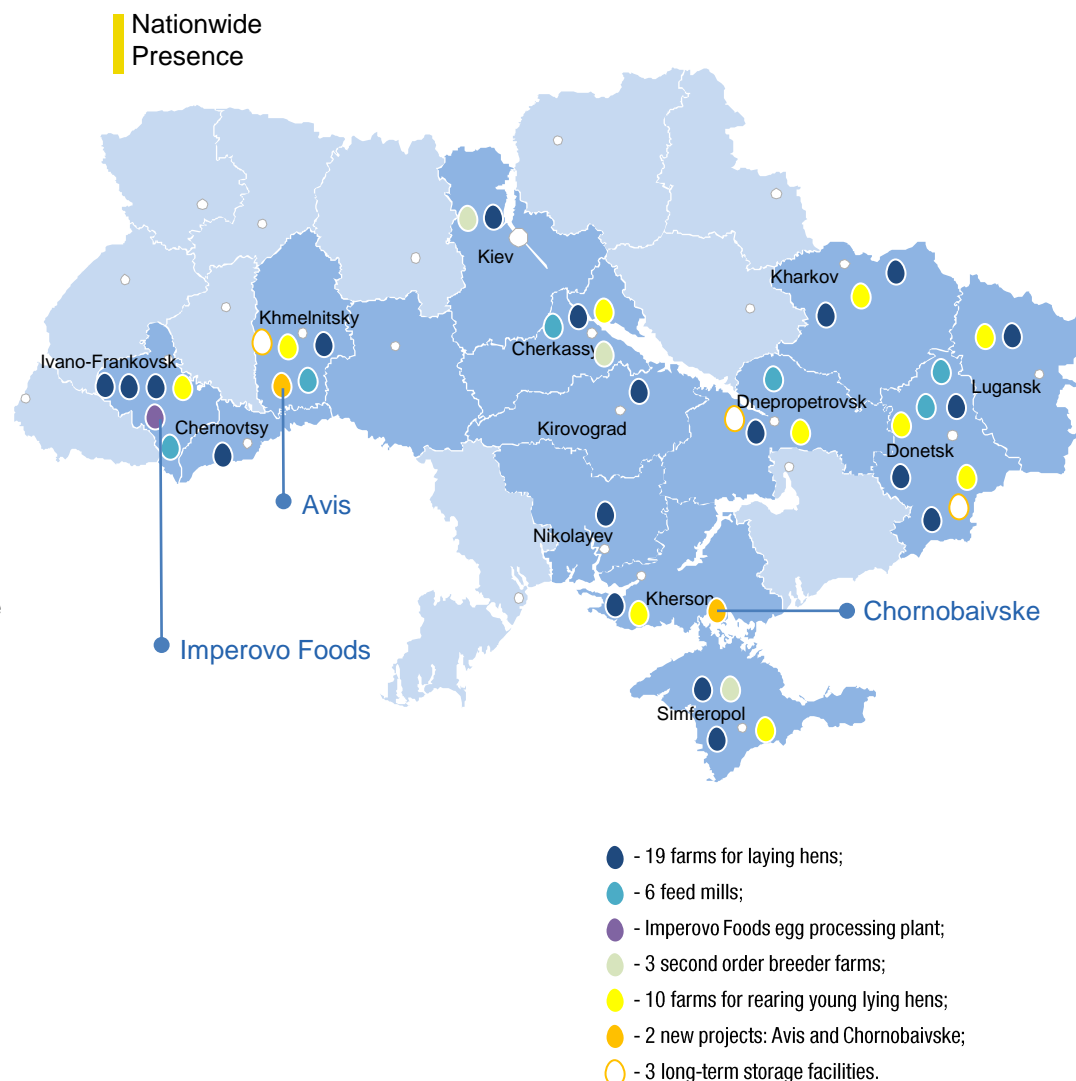 Nationwide
Presence
Kiev
Kharkov
Khmelnitsky
Cherkassy
Ivano-Frankovsk
Lugansk
Dnepropetrovsk
Chernovtsy
Kirovograd
Donetsk
Avis
Nikolayev
Kherson
Chornobaivske
Imperovo Foods
Simferopol
- 19 farms for laying hens;
- 6 feed mills;
- Imperovo Foods egg processing plant;
- 3 second order breeder farms;
- 10 farms for rearing young lying hens;
- 2 new projects: Avis and Chornobaivske;
- 3 long-term storage facilities.